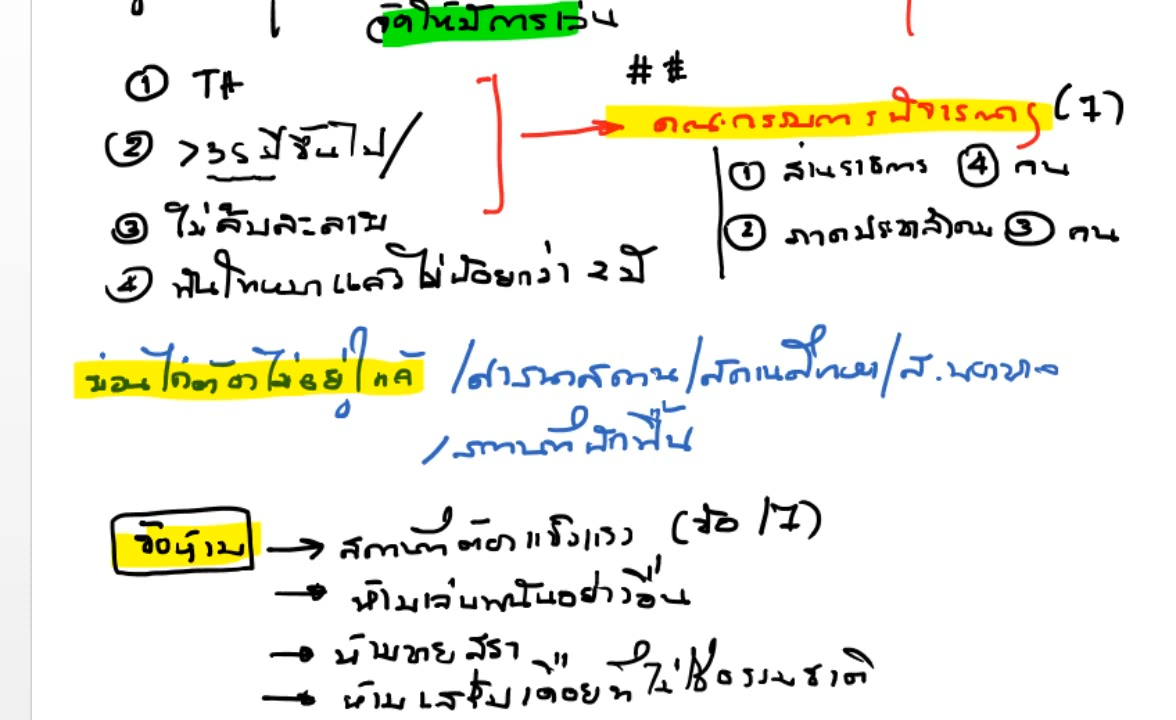 จัดให้มีการเล่น
① TH
② >35 ปีขึ้นไป/
③ ไม่ล้มละลาย
④ พ้นโทษมาแล้วไม่น้อยกว่า 2 ปี
##
คณะกรรมการพิจารณา (7)
① ส่วนราชการ ④ คน
② ภาคประชาสังคม ③ คน
บ่อนไก่ต้องไม่อยู่ใกล้ /ศาสนสถาน/สถานศึกษา/ส.พยาบาล
/สถานที่พักฟื้น
ข้อห้าม → สถานที่ต้องแข็งแรง (ข้อ 17)
→ ห้ามเล่นพนันอย่างอื่น
→ ห้ามขายสุรา
→ ห้ามเสริมเดือยที่ไม่ใช่ธรรมชาติ